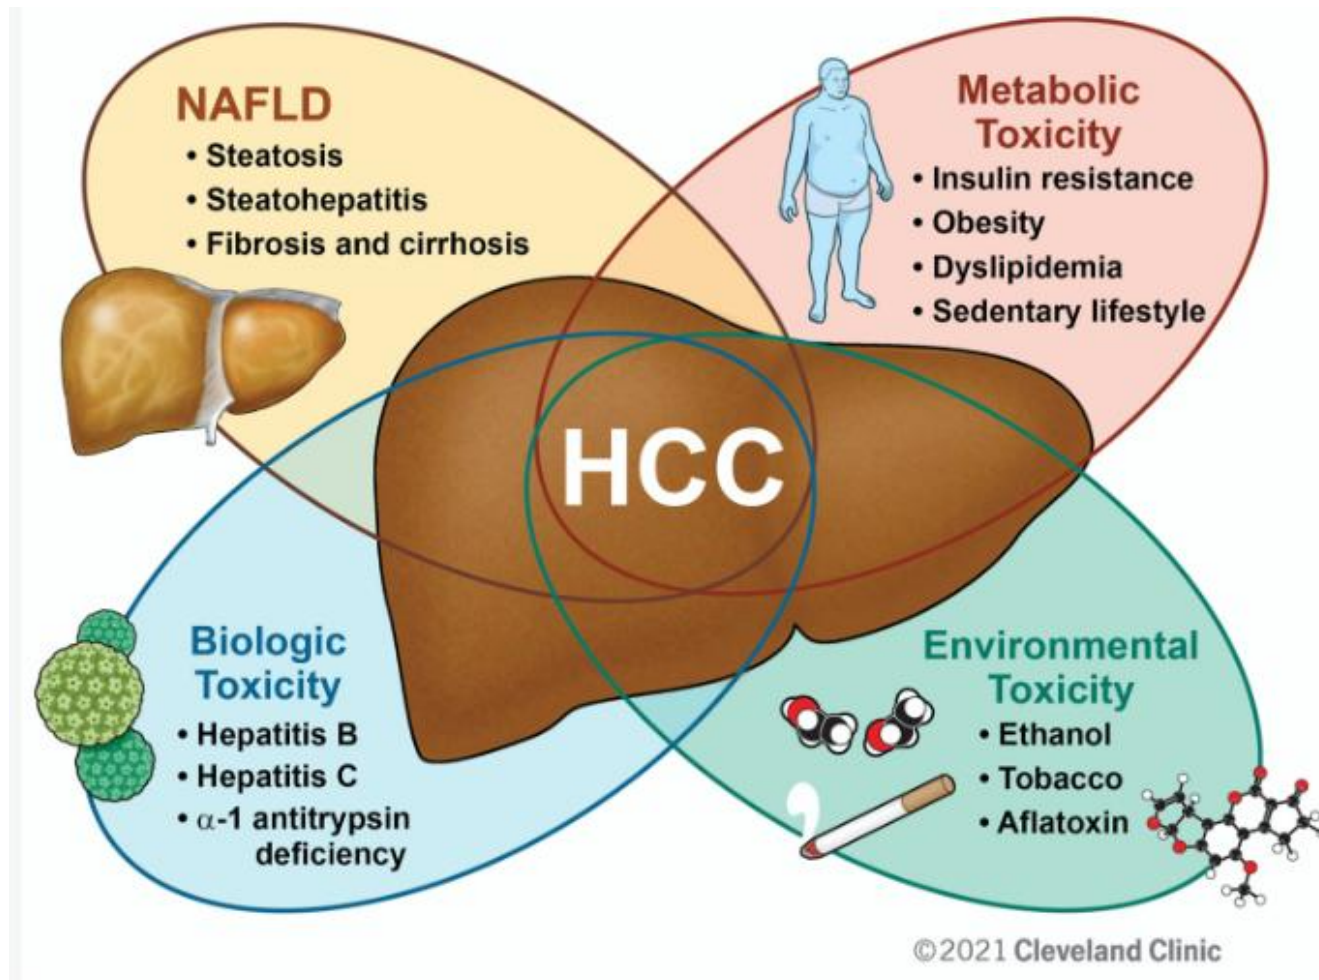 NAFLD
• Steatosis
• Steatohepatitis
• Fibrosis and cirrhosis
Metabolic
Toxicity
• Insulin resistance
• Obesity
• Dyslipidemia
• Sedentary lifestyle
HCC
Biologic
Toxicity
• Hepatitis B
• Hepatitis C
• α-1 antitrypsin
deficiency
Environmental
Toxicity
• Ethanol
• Tobacco
• Aflatoxin
©2021 Cleveland Clinic